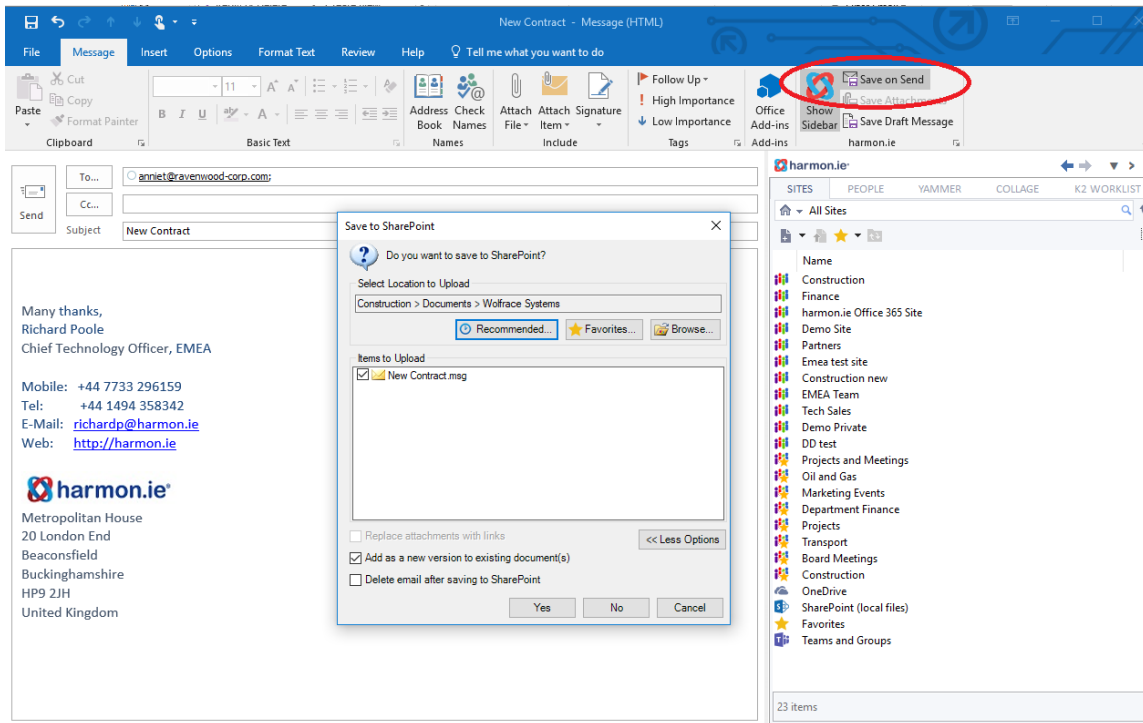 New Contract - Message (HTML)
File Message Insert Options Format Text Review Help Tell me what you want to do
Cut
Copy
Format Painter
Paste
Clipboard
11
B I U
Basic Text
Address Book
Check Names
Names
Attach File
Attach Item
Signature
Include
Follow Up
High Importance
Low Importance
Tags
Office Add-ins
Add-ins
Show Sidebar
Save on Send
Save Attachments
Save Draft Message
harmon.ie
Send
To...
anniet@ravenwood-corp.com;
Cc...
Subject
New Contract
Many thanks,
Richard Poole
Chief Technology Officer, EMEA
Mobile: +44 7733 296159
Tel: +44 1494 358342
E-Mail: richardp@harmon.ie
Web: http://harmon.ie
harmon.ie
Metropolitan House
20 London End
Beaconsfield
Buckinghamshire
HP9 2JH
United Kingdom
Save to SharePoint
Do you want to save to SharePoint?
Select Location to Upload
Construction > Documents > Wolfrace Systems
Recommended... Favorites... Browse...
Items to Upload
New Contract.msg
Replace attachments with links
<< Less Options
Add as a new version to existing document(s)
Delete email after saving to SharePoint
Yes No Cancel
harmon.ie
SITES PEOPLE YAMMER COLLAGE K2 WORKLIST
All Sites
Name
Construction
Finance
harmon.ie Office 365 Site
Demo Site
Partners
Emea test site
Construction new
EMEA Team
Tech Sales
Demo Private
DD test
Projects and Meetings
Oil and Gas
Marketing Events
Department Finance
Projects
Transport
Board Meetings
Construction
OneDrive
SharePoint (local files)
Favorites
Teams and Groups
23 items